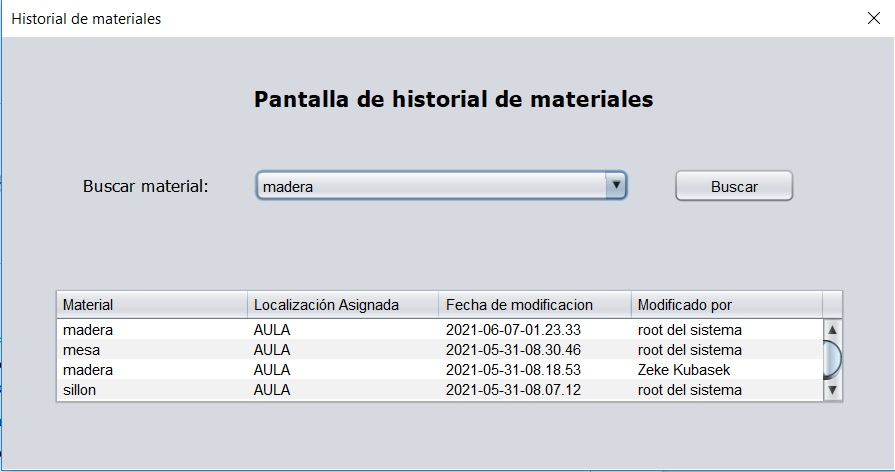 Historial de materiales
Pantalla de historial de materiales
Buscar material: madera Buscar
Material Localización Asignada Fecha de modificacion Modificado por
madera AULA 2021-06-07-01.23.33 root del sistema
mesa AULA 2021-05-31-08.30.46 root del sistema
madera AULA 2021-05-31-08.18.53 Zeke Kubasek
sillon AULA 2021-05-31-08.07.12 root del sistema